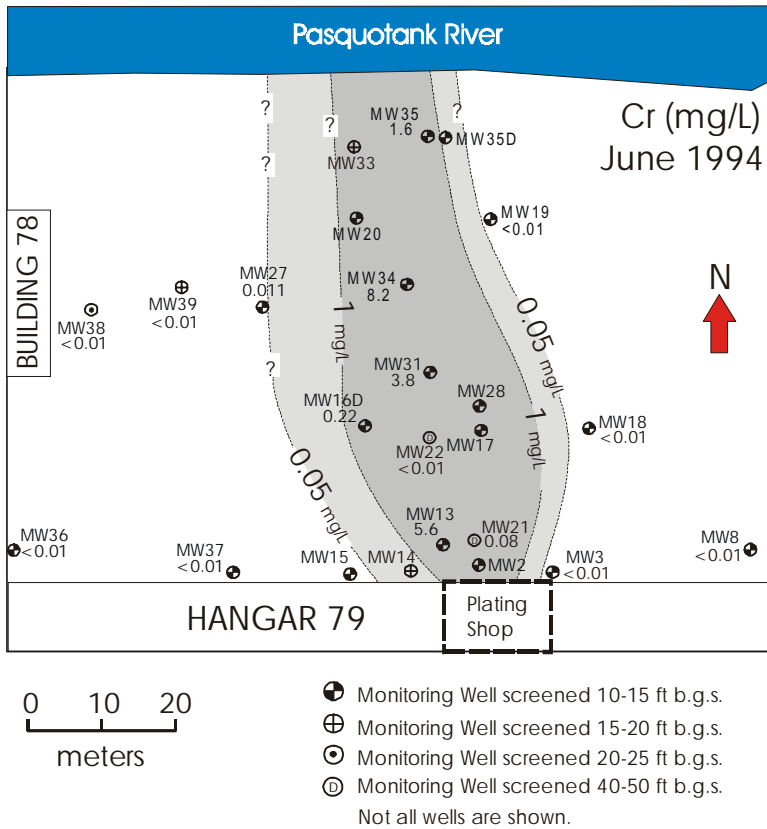 Pasquotank River
Cr (mg/L)
June 1994
?
?
?
MW35
1.6
MW35D
?
MW33
MW20
MW19
<0.01
BUILDING 78
MW39
<0.01
MW38
<0.01
MW27
0.011
MW34
8.2
N
1 mg/L
0.05 mg/L
?
MW31
3.8
MW16D
0.22
MW28
MW22
<0.01
MW17
1 mg/L
MW18
<0.01
0.05 mg/L
MW36
<0.01
MW37
<0.01
MW15
MW14
MW13
5.6
MW21
0.08
MW2
MW3
<0.01
MW8
<0.01
HANGAR 79
Plating
Shop
0 10 20
meters
Monitoring Well screened 10-15 ft b.g.s.
Monitoring Well screened 15-20 ft b.g.s.
Monitoring Well screened 20-25 ft b.g.s.
D Monitoring Well screened 40-50 ft b.g.s.
Not all wells are shown.
D
D